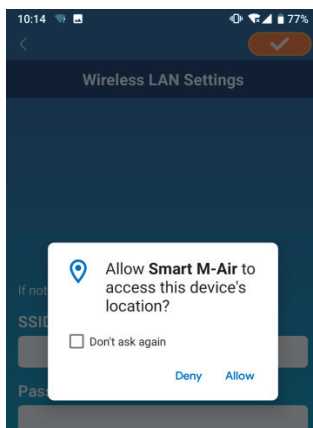 10:14 77%
Wireless LAN Settings
Allow Smart M-Air to
access this device's
location?
If not
SSID
Don't ask again
Deny Allow
Pass